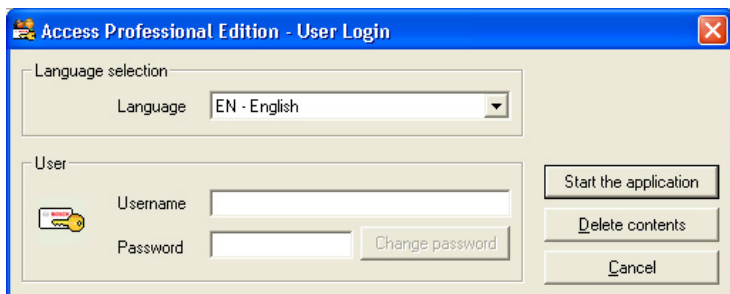 Access Professional Edition - User Login
Language selection
Language EN - English
User
Username
Password Change password
BOSCH
Start the application
Delete contents
Cancel